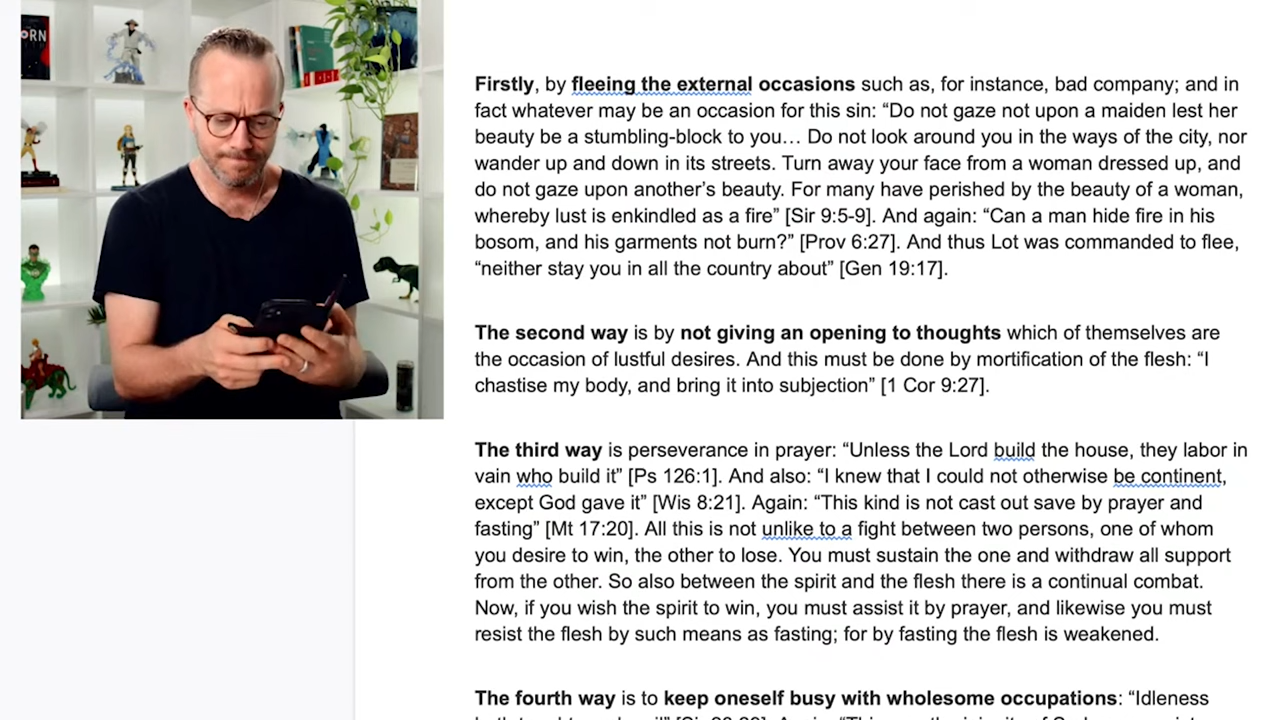 ORN
Firstly, by fleeing the external occasions such as, for instance, bad company; and in
fact whatever may be an occasion for this sin: “Do not gaze not upon a maiden lest her
beauty be a stumbling-block to you… Do not look around you in the ways of the city, nor
wander up and down in its streets. Turn away your face from a woman dressed up, and
do not gaze upon another’s beauty. For many have perished by the beauty of a woman,
whereby lust is enkindled as a fire” [Sir 9:5-9]. And again: “Can a man hide fire in his
bosom, and his garments not burn?” [Prov 6:27]. And thus Lot was commanded to flee,
“neither stay you in all the country about” [Gen 19:17].
The second way is by not giving an opening to thoughts which of themselves are
the occasion of lustful desires. And this must be done by mortification of the flesh: “I
chastise my body, and bring it into subjection” [1 Cor 9:27].
The third way is perseverance in prayer: “Unless the Lord build the house, they labor in
vain who build it” [Ps 126:1]. And also: “I knew that I could not otherwise be continent,
except God gave it” [Wis 8:21]. Again: “This kind is not cast out save by prayer and
fasting” [Mt 17:20]. All this is not unlike to a fight between two persons, one of whom
you desire to win, the other to lose. You must sustain the one and withdraw all support
from the other. So also between the spirit and the flesh there is a continual combat.
Now, if you wish the spirit to win, you must assist it by prayer, and likewise you must
resist the flesh by such means as fasting; for by fasting the flesh is weakened.
The fourth way is to keep oneself busy with wholesome occupations: “Idleness